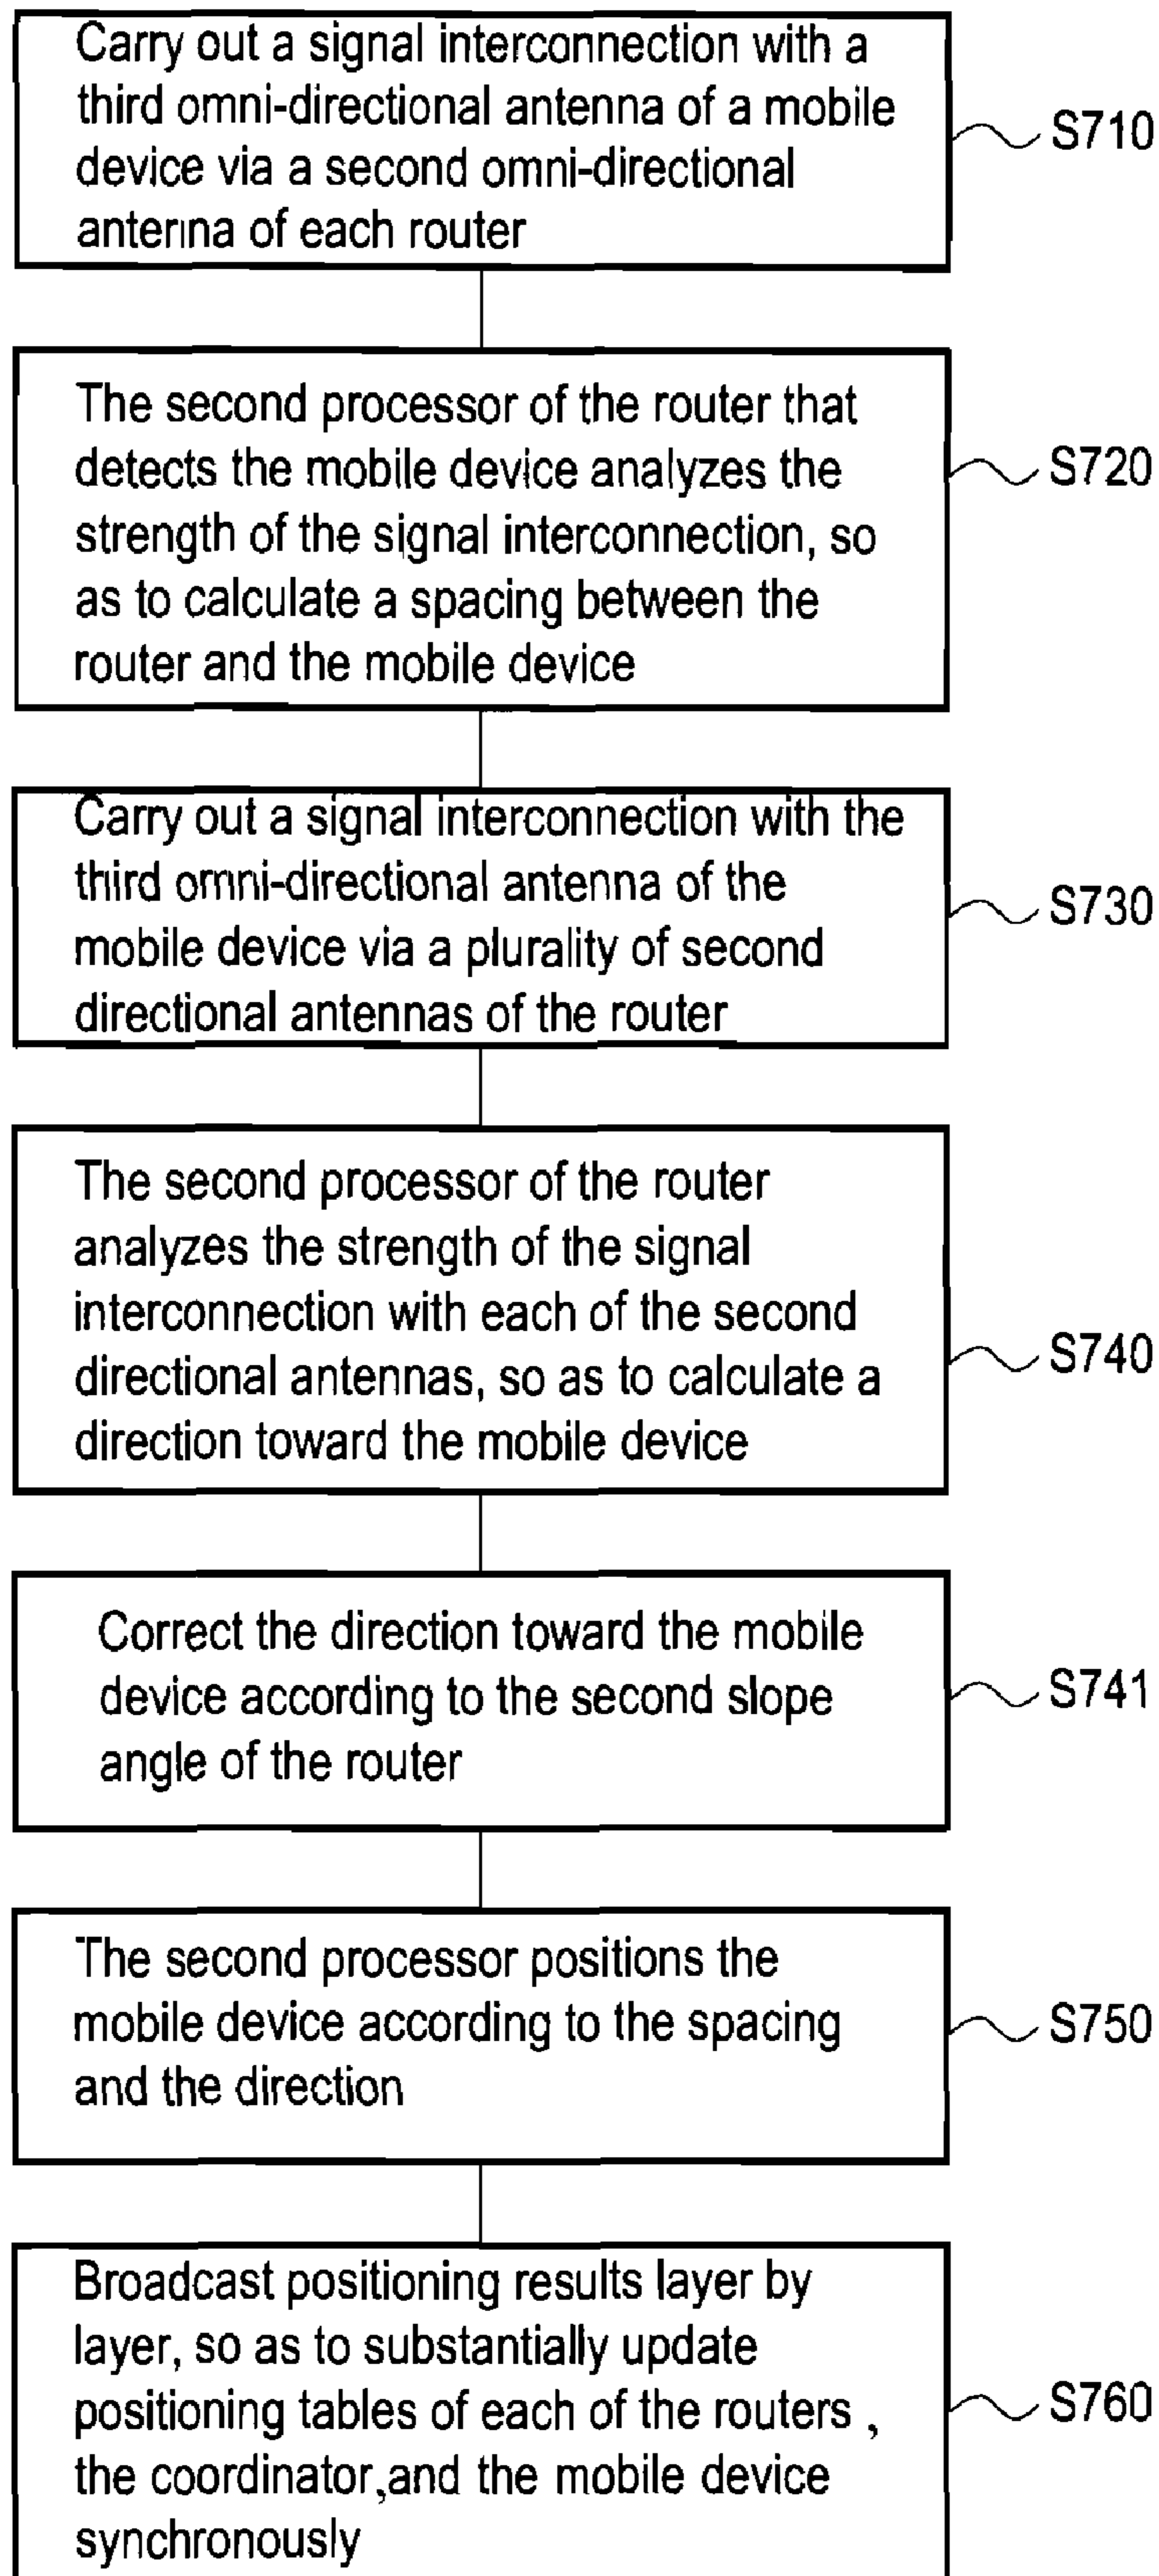 Carry out a signal interconnection with a
third omni-directional antenna of a mobile
device via a second omni-directional
antenna of each router
S710
The second processor of the router that
detects the mobile device analyzes the
strength of the signal interconnection, so
as to calculate a spacing between the
router and the mobile device
S720
Carry out a signal interconnection with the
third omni-directional antenna of the
mobile device via a plurality of second
directional antennas of the router
S730
The second processor of the router
analyzes the strength of the signal
interconnection with each of the second
directional antennas, so as to calculate a
direction toward the mobile device
S740
Correct the direction toward the mobile
device according to the second slope
angle of the router
S741
The second processor positions the
mobile device according to the spacing
and the direction
S750
Broadcast positioning results layer by
layer, so as to substantially update
positioning tables of each of the routers ,
the coordinator,and the mobile device
synchronously
S760